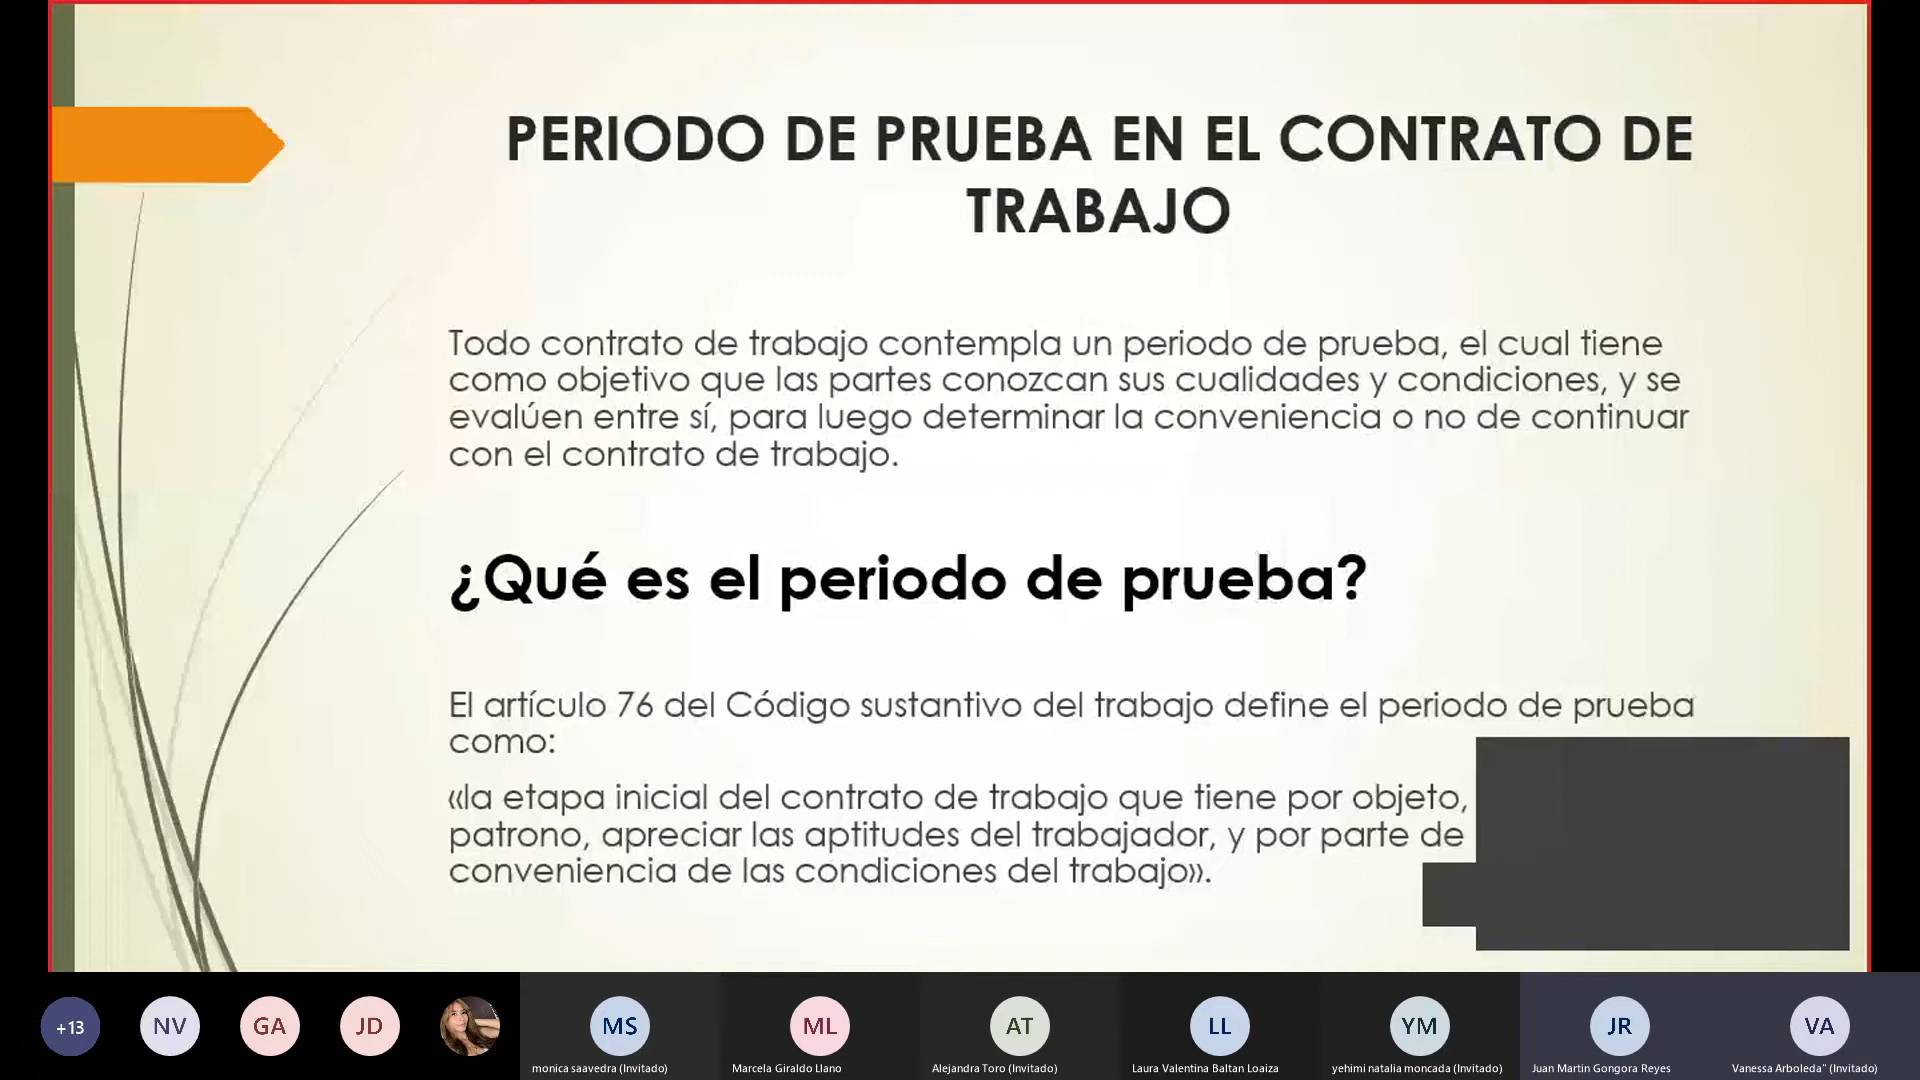 PERIODO DE PRUEBA EN EL CONTRATO DE
TRABAJO
Todo contrato de trabajo contempla un periodo de prueba, el cual tiene
como objetivo que las partes conozcan sus cualidades y condiciones, y se
evalúen entre sí, para luego determinar la conveniencia o no de continuar
con el contrato de trabajo.
¿Qué es el periodo de prueba?
El artículo 76 del Código sustantivo del trabajo define el periodo de prueba
como:
«la etapa inicial del contrato de trabajo que tiene por objeto,
patrono, apreciar las aptitudes del trabajador, y por parte de
conveniencia de las condiciones del trabajo».
+13
NV
GA
JD
MS
ML
AT
LL
YM
JR
VA
monica saavedra (Invitado)
Marcela Giraldo Llano
Alejandra Toro (Invitado)
Laura Valentina Baltan Loaiza
yehimi natalia moncada (Invitado)
Juan Martin Gongora Reyes
Vanessa Arboleda" (Invitado)